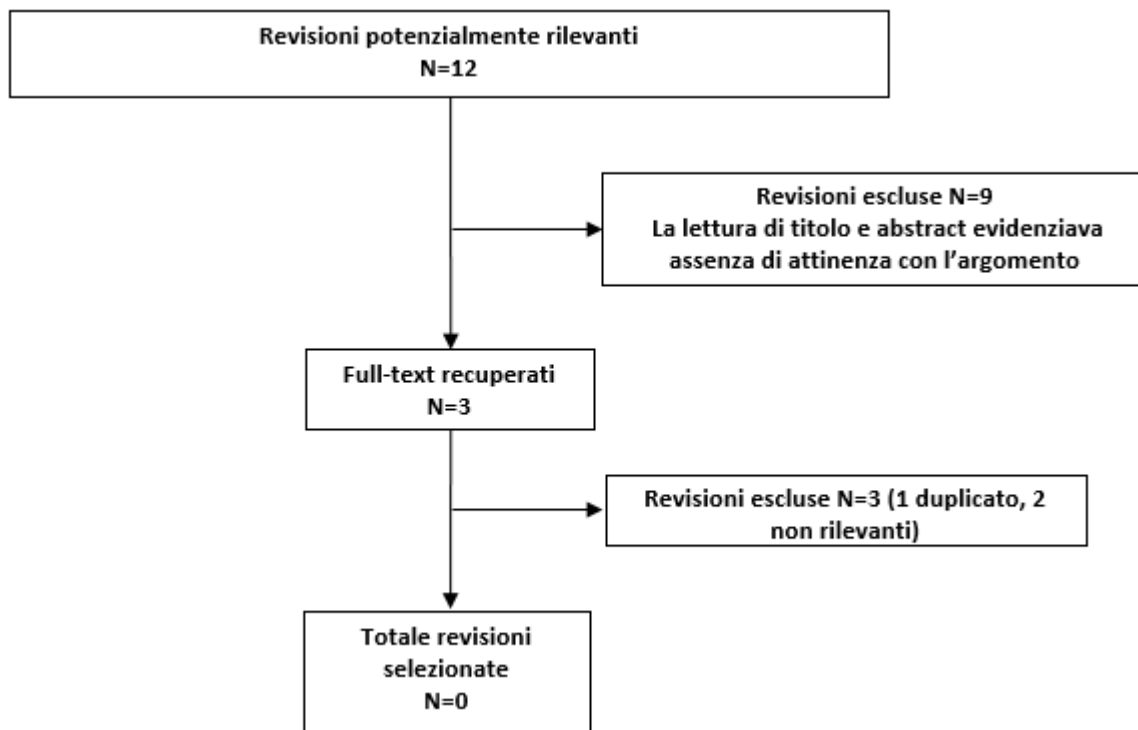 Revisioni potenzialmente rilevanti
N=12
Revisioni escluse N=9
La lettura di titolo e abstract evidenziava
assenza di attinenza con l'argomento
Full-text recuperati
N=3
Revisioni escluse N=3 (1 duplicato, 2
non rilevanti)
Totale revisioni
selezionate
N=0